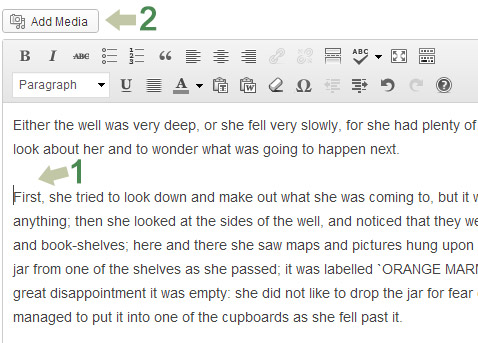 Add Media
2
B I ABC 1 2 3 “ ABC
Paragraph U A T W Ω ?
Either the well was very deep, or she fell very slowly, for she had plenty of
look about her and to wonder what was going to happen next.
1
First, she tried to look down and make out what she was coming to, but it w
anything; then she looked at the sides of the well, and noticed that they we
and book-shelves; here and there she saw maps and pictures hung upon
jar from one of the shelves as she passed; it was labelled `ORANGE MAR
great disappointment it was empty: she did not like to drop the jar for fear
managed to put it into one of the cupboards as she fell past it.